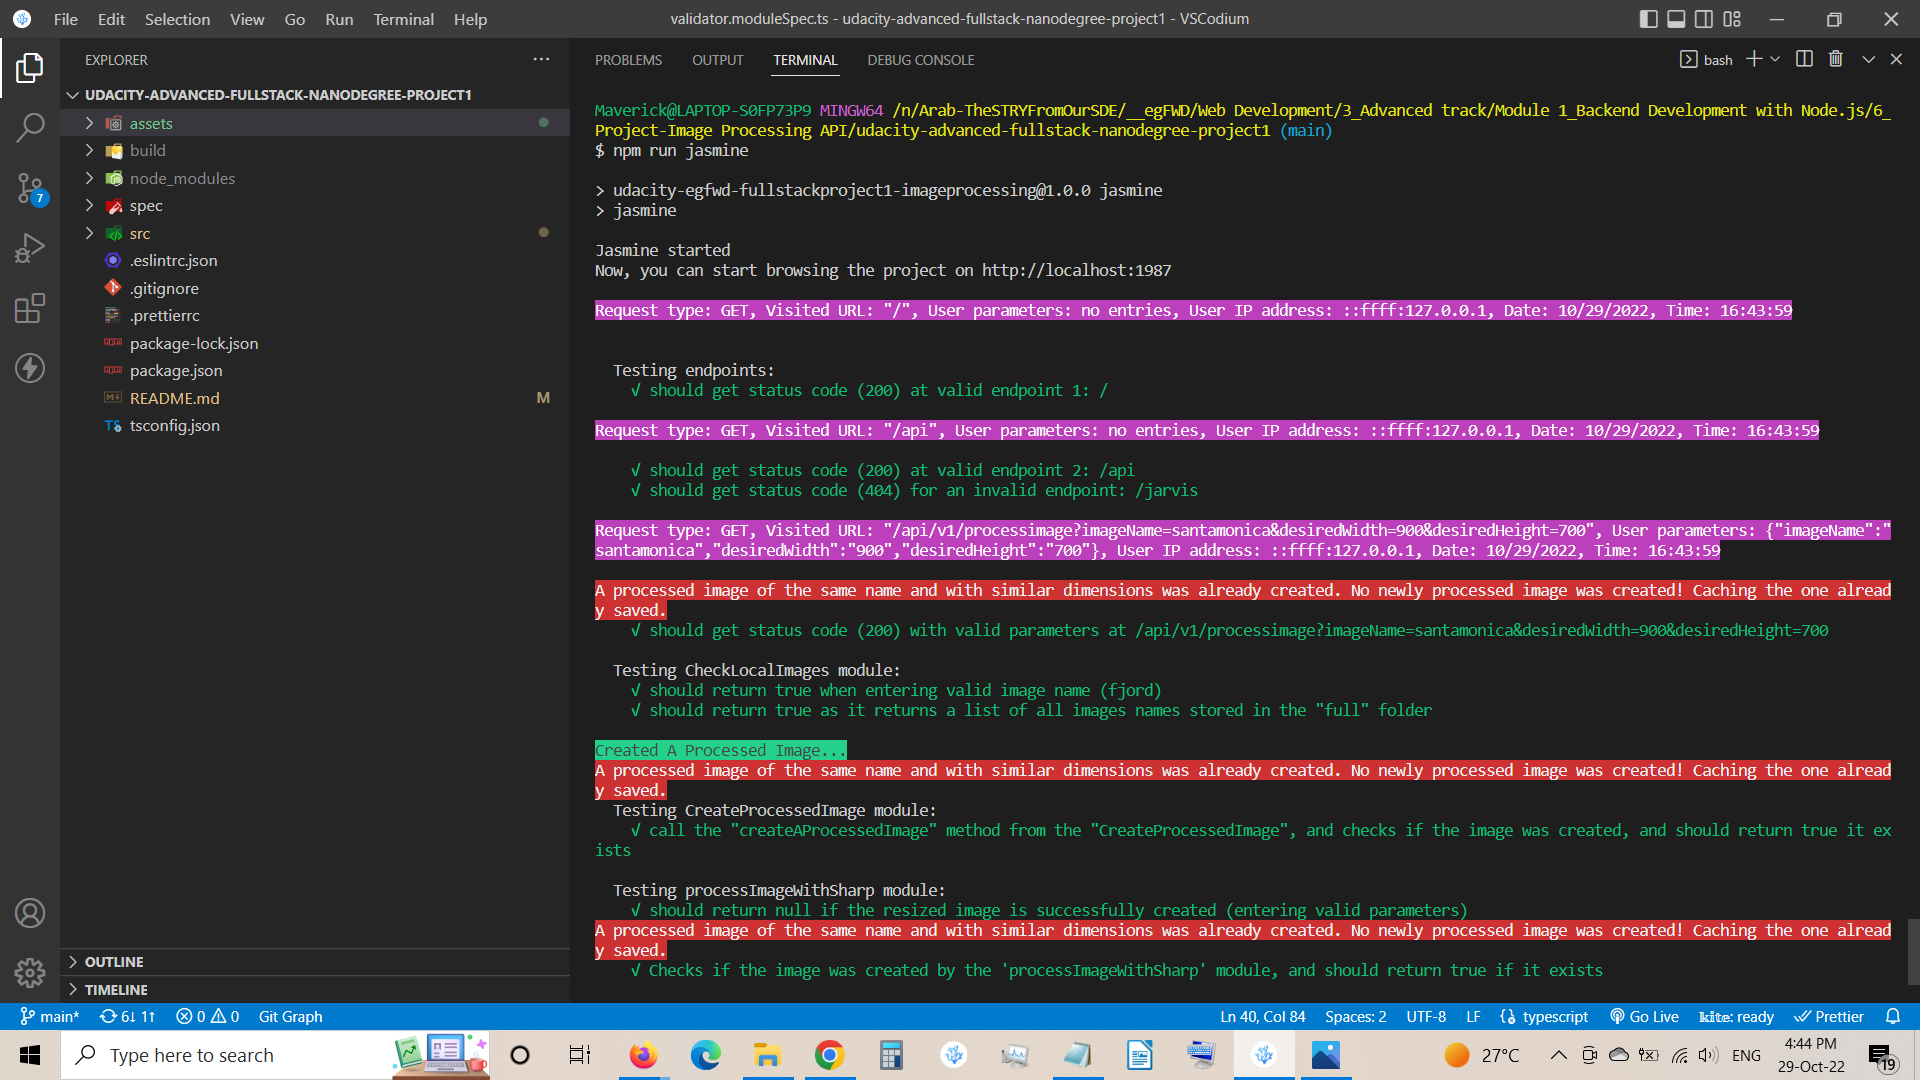 File Edit Selection View Go Run Terminal Help
validator.moduleSpec.ts - udacity-advanced-fullstack-nanodegree-project1 - VSCodium
EXPLORER
UDACITY-ADVANCED-FULLSTACK-NANODEGREE-PROJECT1
assets
build
node_modules
spec
src
.eslintrc.json
.gitignore
.prettierrc
package-lock.json
package.json
README.md M
tsconfig.json
7
OUTLINE
TIMELINE
PROBLEMS OUTPUT TERMINAL DEBUG CONSOLE
bash
Maverick@LAPTOP-S0FP73P9 MINGW64 /n/Arab-TheSTRYFromOurSDE/__egFWD/Web Development/3_Advanced track/Module 1_Backend Development with Node.js/6_
Project-Image Processing API/udacity-advanced-fullstack-nanodegree-project1 (main)
$ npm run jasmine
> udacity-egfwd-fullstackproject1-imageprocessing@1.0.0 jasmine
> jasmine
Jasmine started
Now, you can start browsing the project on http://localhost:1987
Request type: GET, Visited URL: "/", User parameters: no entries, User IP address: ::ffff:127.0.0.1, Date: 10/29/2022, Time: 16:43:59
Testing endpoints:
√ should get status code (200) at valid endpoint 1: /
Request type: GET, Visited URL: "/api", User parameters: no entries, User IP address: ::ffff:127.0.0.1, Date: 10/29/2022, Time: 16:43:59
√ should get status code (200) at valid endpoint 2: /api
√ should get status code (404) for an invalid endpoint: /jarvis
Request type: GET, Visited URL: "/api/v1/processimage?imageName=santamonica&desiredWidth=900&desiredHeight=700", User parameters: {"imageName":"
santamonica","desiredWidth":"900","desiredHeight":"700"}, User IP address: ::ffff:127.0.0.1, Date: 10/29/2022, Time: 16:43:59
A processed image of the same name and with similar dimensions was already created. No newly processed image was created! Caching the one alread
y saved.
√ should get status code (200) with valid parameters at /api/v1/processimage?imageName=santamonica&desiredWidth=900&desiredHeight=700
Testing CheckLocalImages module:
√ should return true when entering valid image name (fjord)
√ should return true as it returns a list of all images names stored in the "full" folder
Created A Processed Image...
A processed image of the same name and with similar dimensions was already created. No newly processed image was created! Caching the one alread
y saved.
Testing CreateProcessedImage module:
√ call the "createAProcessedImage" method from the "CreateProcessedImage", and checks if the image was created, and should return true it ex
ists
Testing processImageWithSharp module:
√ should return null if the resized image is successfully created (entering valid parameters)
A processed image of the same name and with similar dimensions was already created. No newly processed image was created! Caching the one alread
y saved.
√ Checks if the image was created by the 'processImageWithSharp' module, and should return true if it exists
main* 6↓ 1↑ 0 0 Git Graph
Ln 40, Col 84 Spaces: 2 UTF-8 LF typescript Go Live kite: ready Prettier
Type here to search
27°C ENG
4:44 PM
29-Oct-22
19